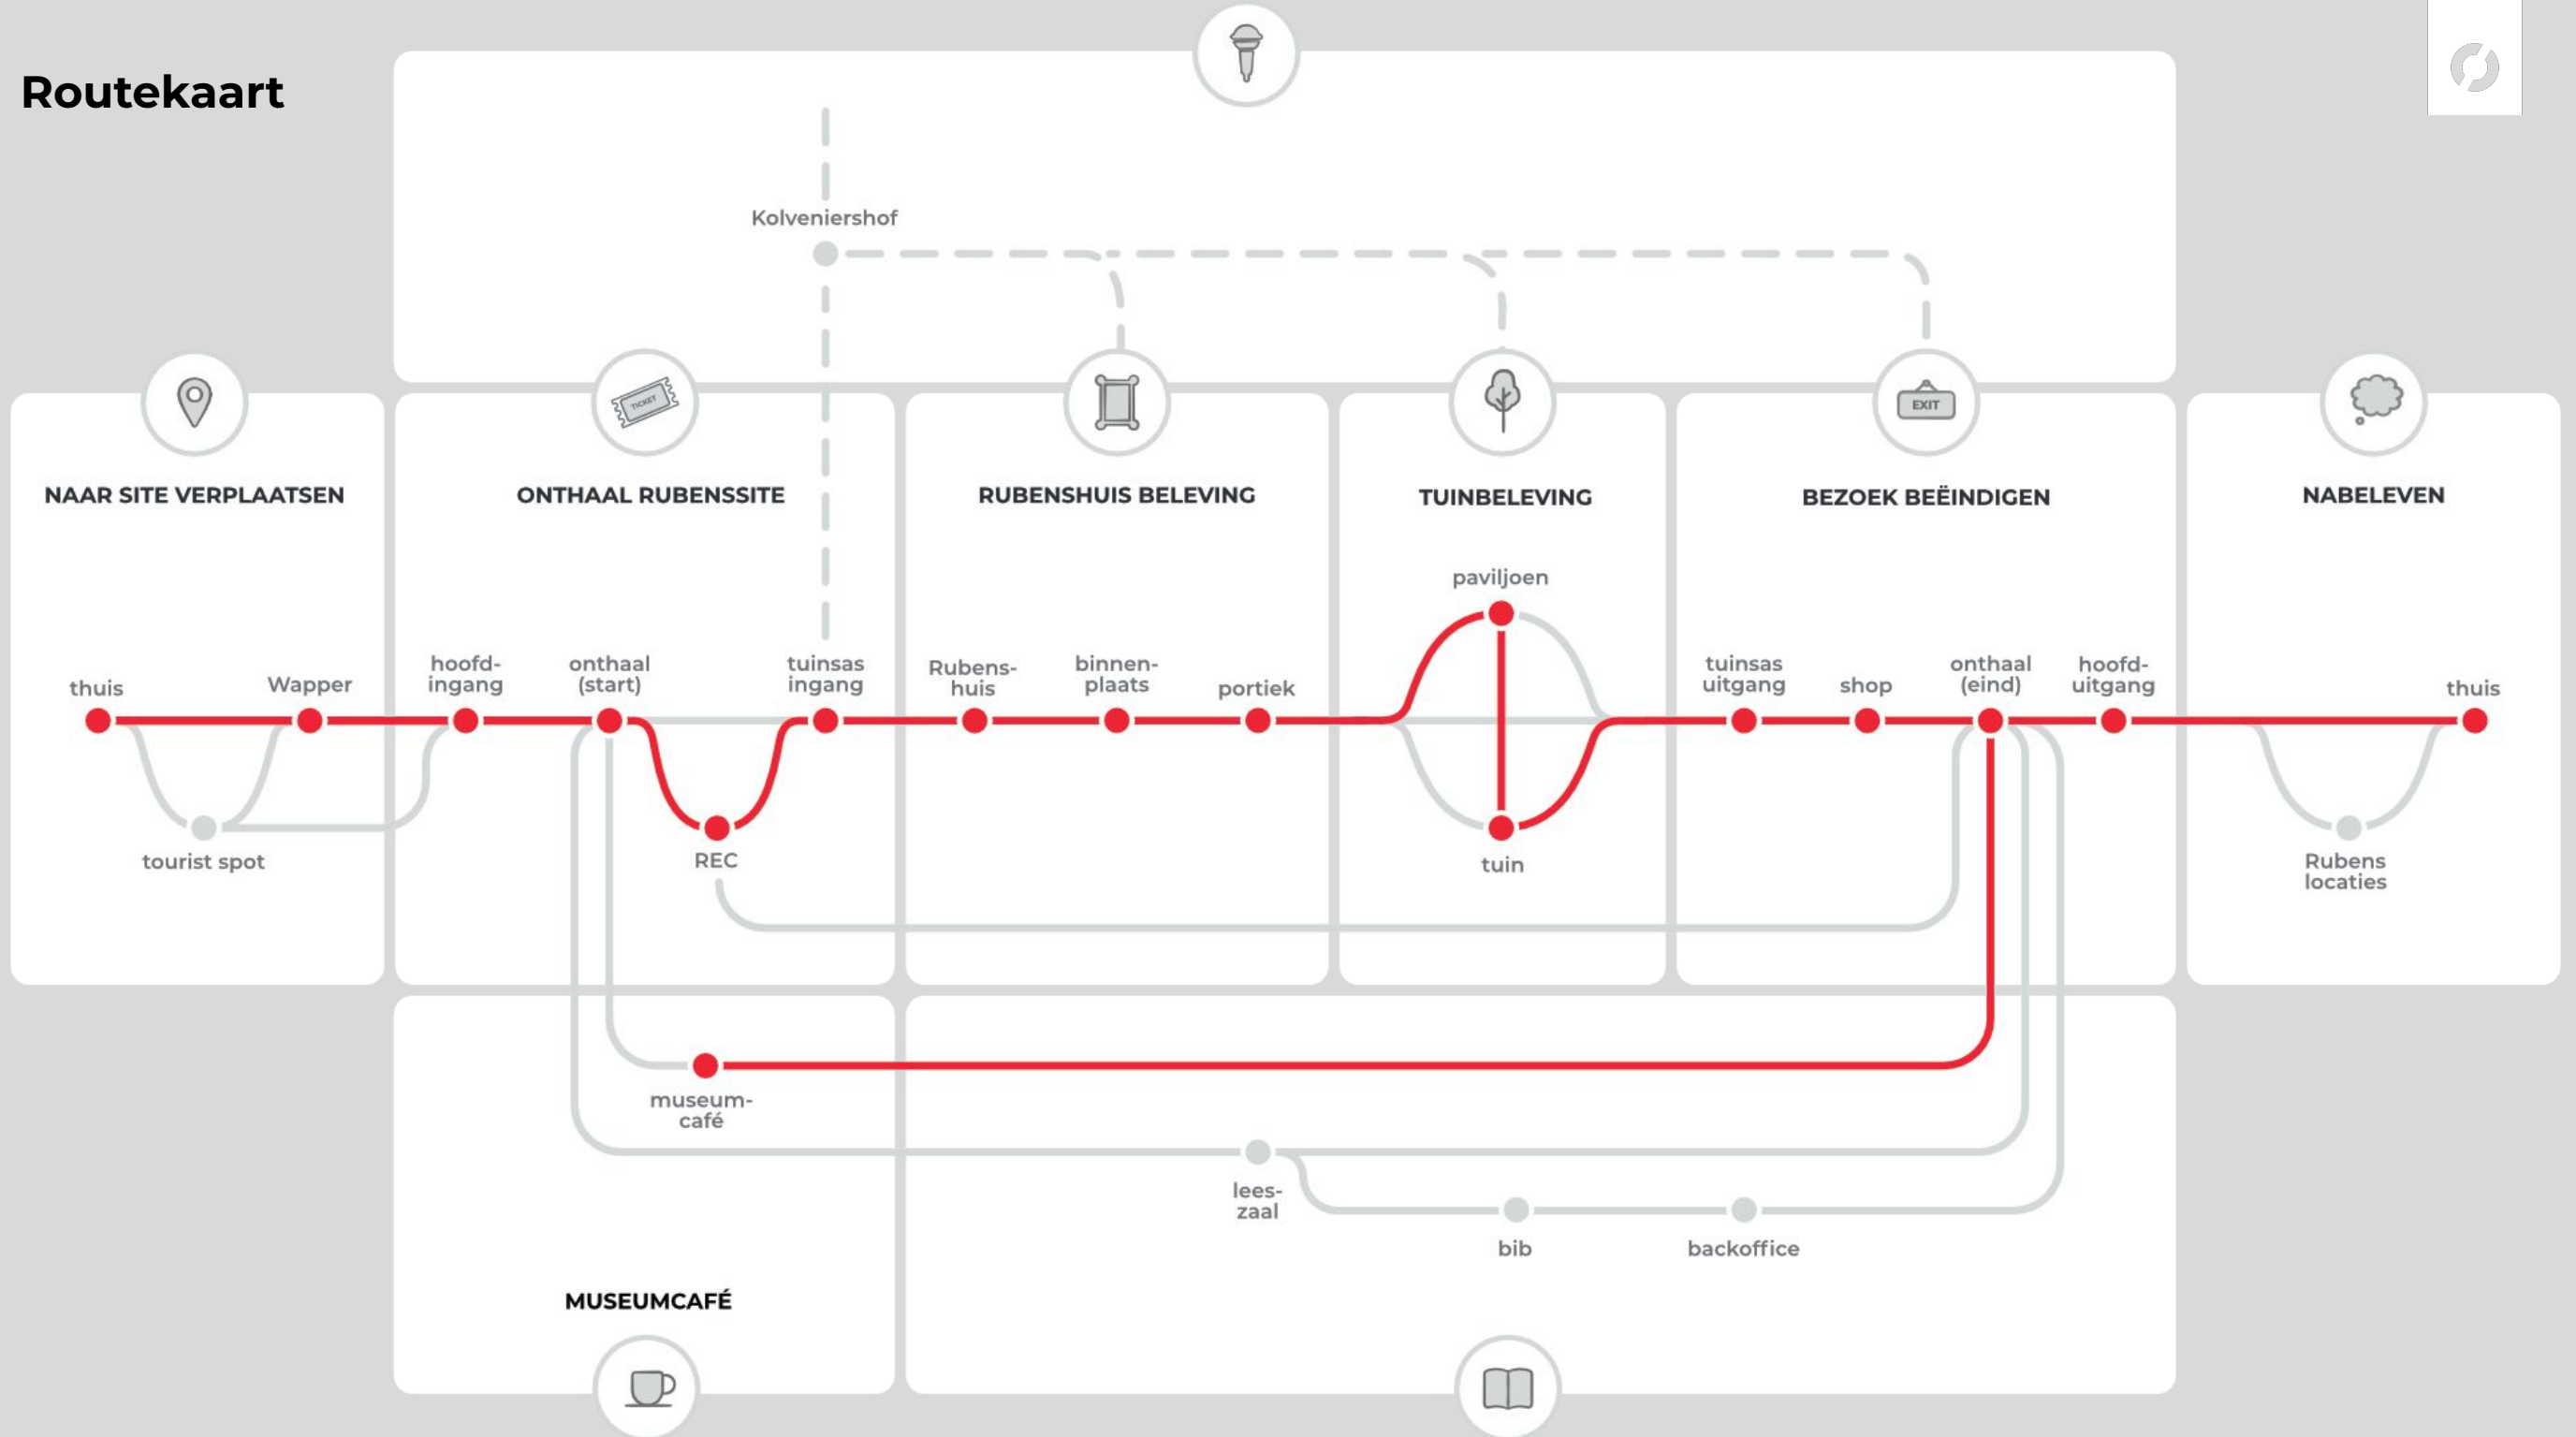 Routekaart
Kolveniershof
TICKET
EXIT
NAAR SITE VERPLAATSEN
ONTHAAL RUBENSSITE
RUBENSHUIS BELEVING
TUINBELEVING
BEZOEK BEËINDIGEN
NABELEVEN
thuis
Wapper
tourist spot
hoofd-
ingang
onthaal
(start)
tuinsas
ingang
REC
Rubens-
huis
binnen-
plaats
portiek
paviljoen
tuin
tuinsas
uitgang
shop
onthaal
(eind)
hoofd-
uitgang
thuis
Rubens
locaties
museum-
café
lees-
zaal
bib
backoffice
MUSEUMCAFÉ